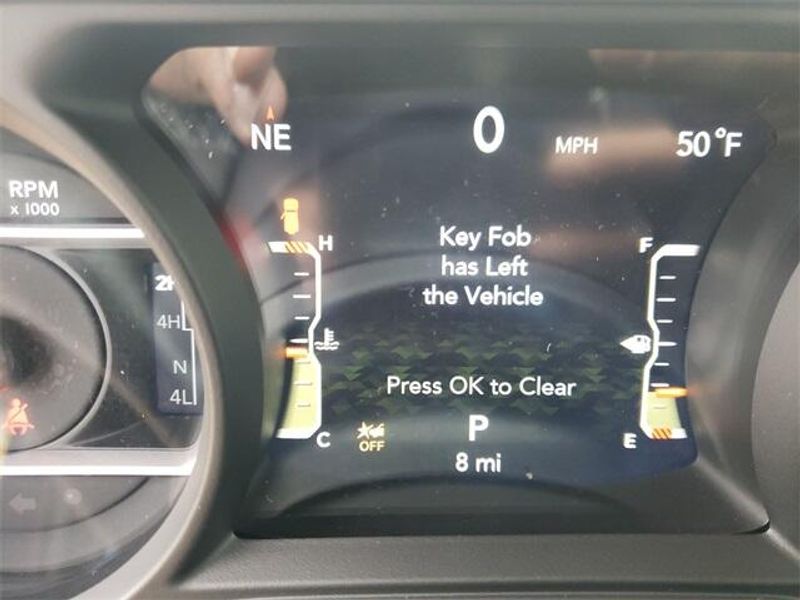 NE 0 MPH 50°F
RPM
x 1000
H
F
Key Fob
has Left
the Vehicle
4H
N
4L
Press OK to Clear
C
OFF
P
E
8 mi